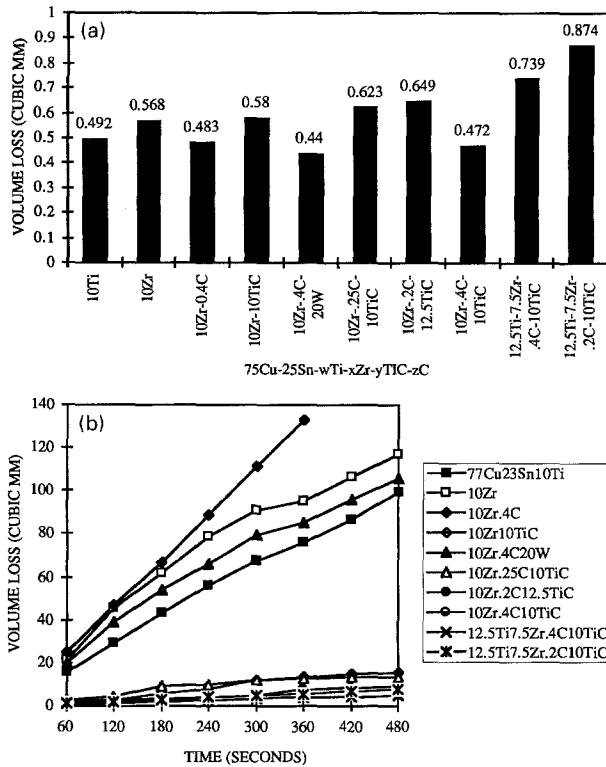 (a)
VOLUME LOSS (CUBIC MM)
1
0.9
0.8
0.7
0.6
0.5
0.4
0.3
0.2
0.1
0
0.492
0.568
0.483
0.58
0.44
0.623
0.649
0.472
0.739
0.874
10Ti
10Zr
10Zr-0.4C
10Zr-10TiC
10Zr-.4C-
20W
10Zr-.25C-
10TiC
10Zr-.2C-
12.5TiC
10Zr-.4C-
10TiC
12.5Ti-7.5Zr-
.4C-10TiC
12.5Ti-7.5Zr-
.2C-10TiC
75Cu-25Sn-wTi-xZr-yTIC-zC
(b)
VOLUME LOSS (CUBIC MM)
140
120
100
80
60
40
20
0
60
120
180
240
300
360
420
480
TIME (SECONDS)
77Cu23Sn10Ti
10Zr
10Zr.4C
10Zr10TiC
10Zr.4C20W
10Zr.25C10TiC
10Zr.2C12.5TiC
10Zr.4C10TiC
12.5Ti7.5Zr.4C10TiC
12.5Ti7.5Zr.2C10TiC